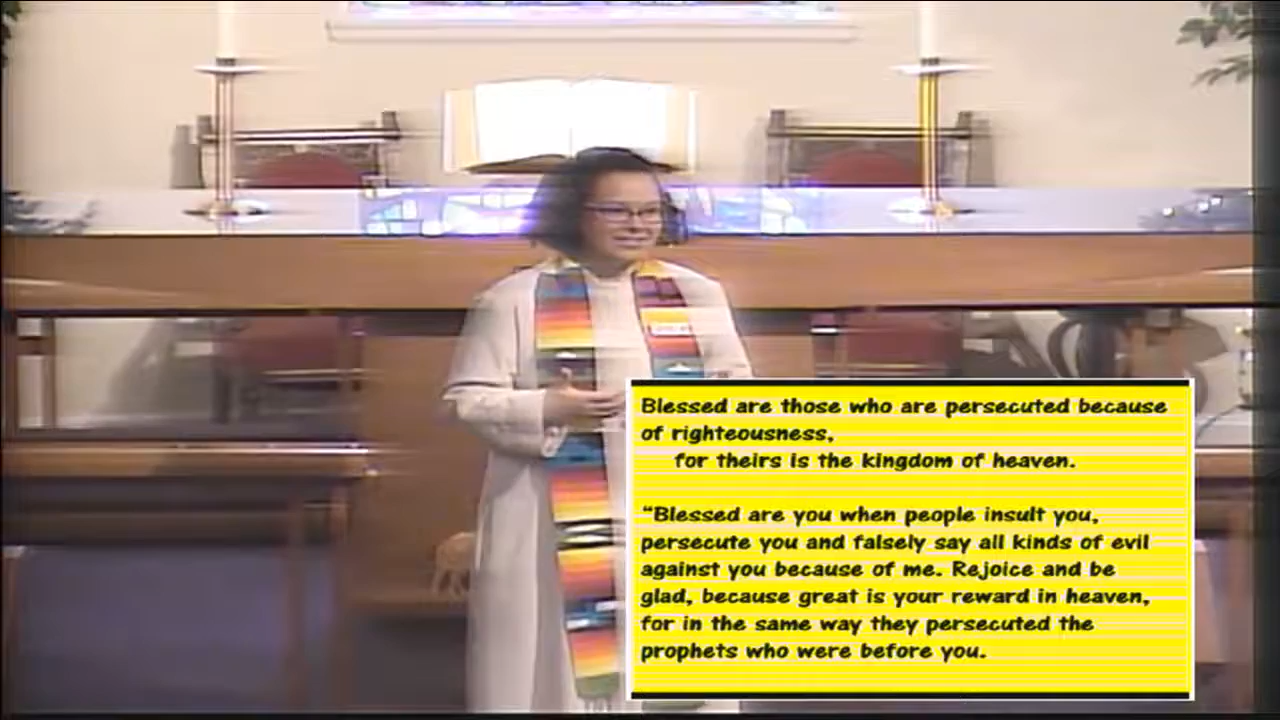 Blessed are those who are persecuted because
of righteousness,
for theirs is the kingdom of heaven.
“Blessed are you when people insult you,
persecute you and falsely say all kinds of evil
against you because of me. Rejoice and be
glad, because great is your reward in heaven,
for in the same way they persecuted the
prophets who were before you.